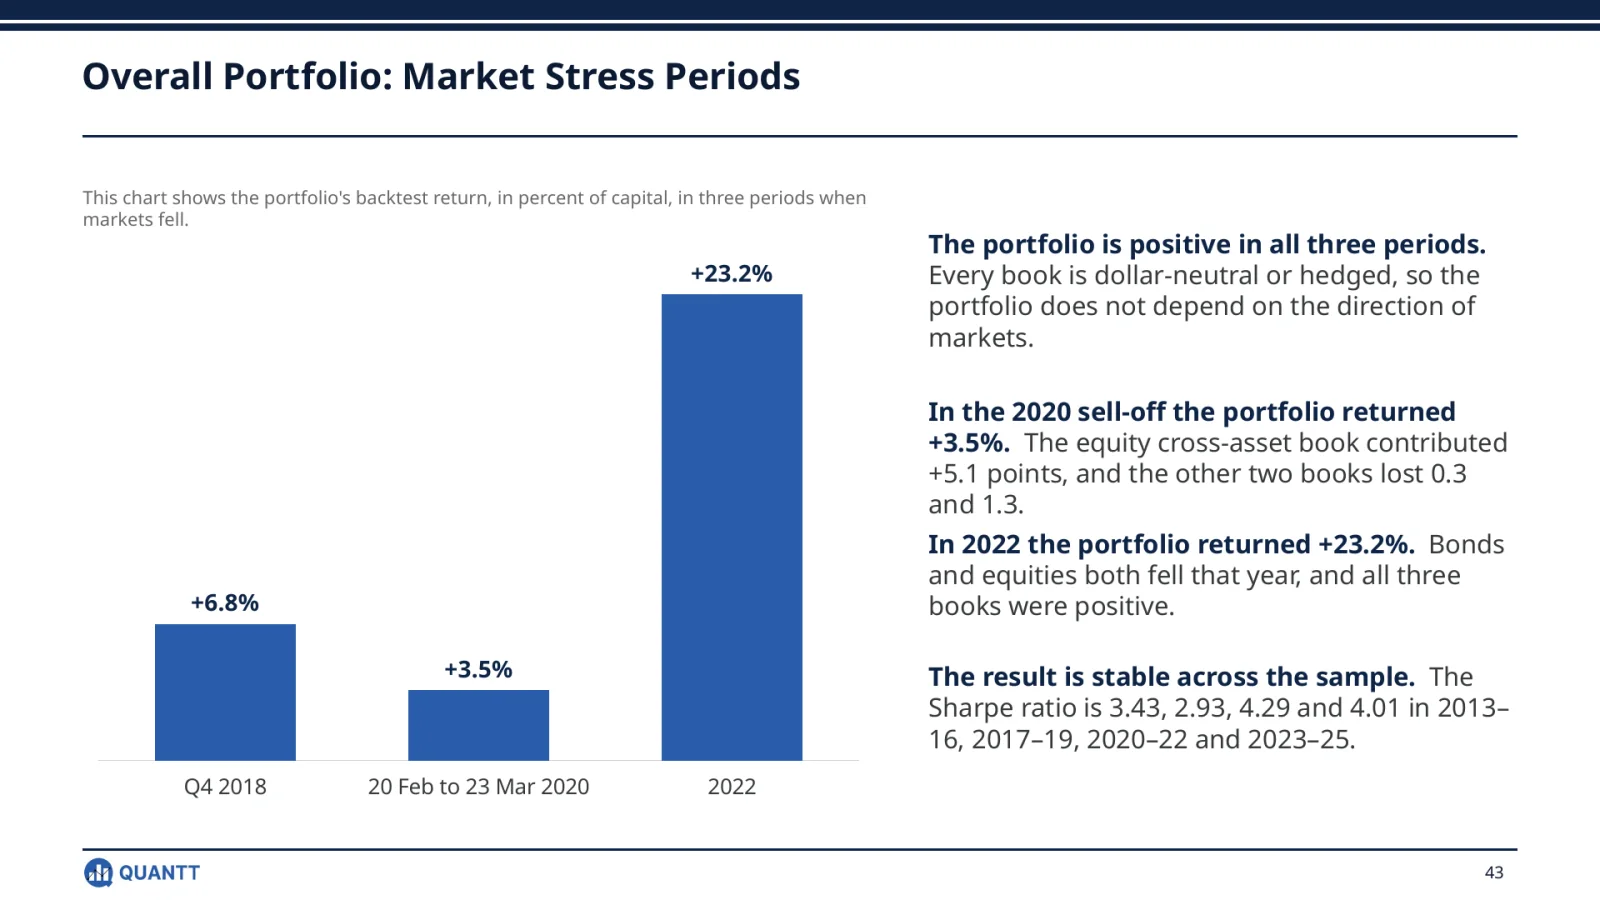 Overall Portfolio: Market Stress Periods
This chart shows the portfolio's backtest return, in percent of capital, in three periods when
markets fell.
+6.8%
+3.5%
+23.2%
Q4 2018
20 Feb to 23 Mar 2020
2022
The portfolio is positive in all three periods.
Every book is dollar-neutral or hedged, so the
portfolio does not depend on the direction of
markets.
In the 2020 sell-off the portfolio returned
+3.5%. The equity cross-asset book contributed
+5.1 points, and the other two books lost 0.3
and 1.3.
In 2022 the portfolio returned +23.2%. Bonds
and equities both fell that year, and all three
books were positive.
The result is stable across the sample. The
Sharpe ratio is 3.43, 2.93, 4.29 and 4.01 in 2013–
16, 2017–19, 2020–22 and 2023–25.
QUANTT
43